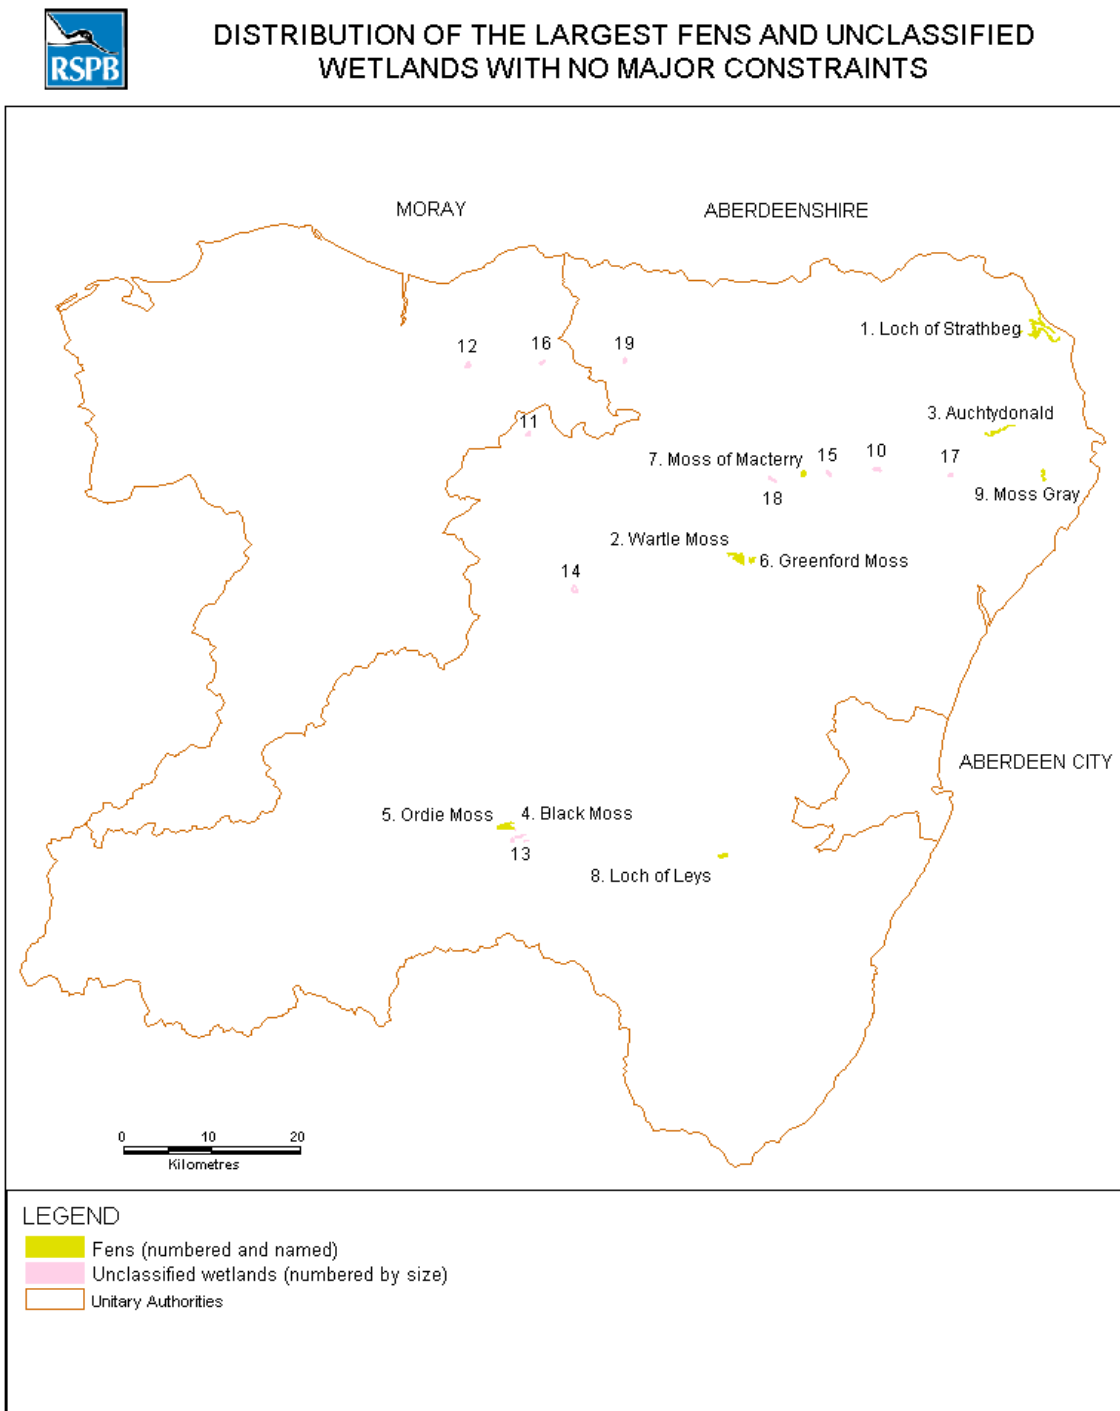 RSPB
DISTRIBUTION OF THE LARGEST FENS AND UNCLASSIFIED
WETLANDS WITH NO MAJOR CONSTRAINTS
MORAY
ABERDEENSHIRE
1. Loch of Strathbeg
12
16
19
3. Auchtydonald
11
7. Moss of Macterry
15
10
17
18
9. Moss Gray
2. Wartle Moss
6. Greenford Moss
14
ABERDEEN CITY
5. Ordie Moss
4. Black Moss
13
8. Loch of Leys
0 10 20
Kilometres
LEGEND
Fens (numbered and named)
Unclassified wetlands (numbered by size)
Unitary Authorities